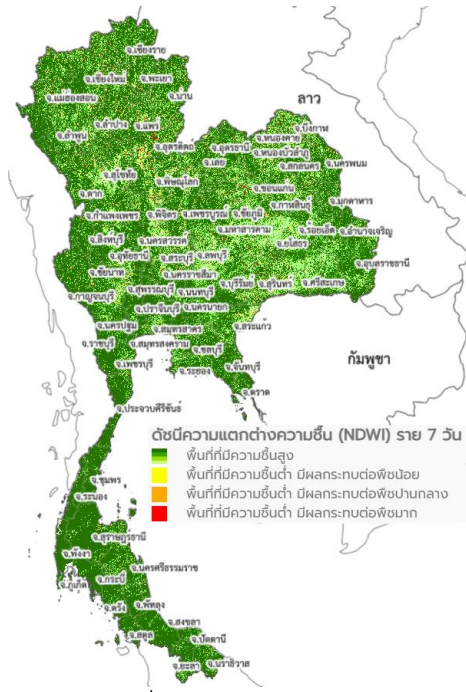 จ.เชียงราย
จ.เชียงใหม่
จ.พะเยา
จ.แม่ฮ่องสอน
จ.น่าน
ลาว
จ.ลำปาง
จ.แพร่
จ.บึงกาฬ
จ.ลำพูน
จ.อุตรดิตถ์
จ.อุดรธานี
จ.หนองคาย
จ.หนองบัวลำภู
จ.เลย
จ.สกลนคร
จ.นครพนม
จ.สุโขทัย
จ.พิษณุโลก
จ.ขอนแก่น
จ.ตาก
จ.กาฬสินธุ์
จ.มุกดาหาร
จ.กำแพงเพชร
จ.พิจิตร
จ.เพชรบูรณ์
จ.ชัยภูมิ
จ.มหาสารคาม
จ.ร้อยเอ็ด
จ.อำนาจเจริญ
จ.สิงห์บุรี
จ.นครสวรรค์
จ.ยโสธร
จ.อุทัยธานี
จ.สระบุรี
จ.ลพบุรี
จ.อุบลราชธานี
จ.ชัยนาท
จ.นครราชสีมา
จ.บุรีรัมย์
จ.สุรินทร์
จ.ศรีสะเกษ
จ.กาญจนบุรี
จ.สุพรรณบุรี
จ.นนทบุรี
จ.ปราจีนบุรี
จ.นครนายก
จ.นครปฐม
จ.สมุทรสาคร
จ.สระแก้ว
จ.ราชบุรี
จ.สมุทรสงคราม
จ.ชลบุรี
กัมพูชา
จ.เพชรบุรี
จ.ระยอง
จ.จันทบุรี
จ.ตราด
จ.ประจวบคีรีขันธ์
ดัชนีความแตกต่างความชื้น (NDWI) ราย 7 วัน
พื้นที่ที่มีความชื้นสูง
พื้นที่ที่มีความชื้นต่ำ มีผลกระทบต่อพืชน้อย
พื้นที่ที่มีความชื้นต่ำ มีผลกระทบต่อพืชปานกลาง
พื้นที่ที่มีความชื้นต่ำ มีผลกระทบต่อพืชมาก
จ.ชุมพร
จ.ระนอง
จ.สุราษฎร์ธานี
จ.พังงา
จ.นครศรีธรรมราช
จ.ภูเก็ต
จ.กระบี่
จ.ตรัง
จ.พัทลุง
จ.สงขลา
จ.สตูล
จ.ปัตตานี
จ.ยะลา
จ.นราธิวาส